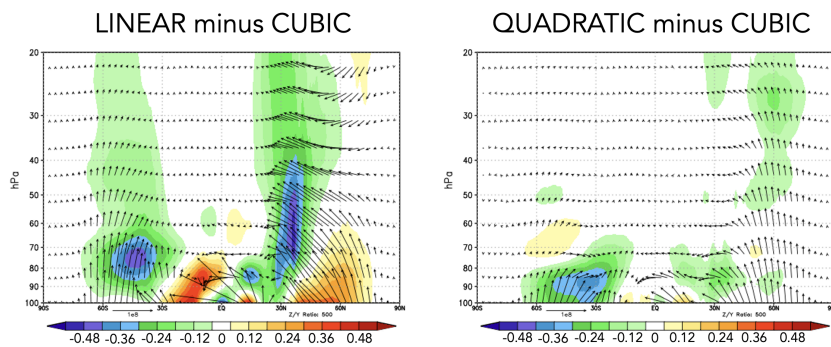 LINEAR minus CUBIC
QUADRATIC minus CUBIC
20
30
40
50
60
70
80
90
100
hPa
90S 60S 30S EQ 30N 60N 90N
1e8
Z/Y Ratio: 500
-0.48 -0.36 -0.24 -0.12 0 0.12 0.24 0.36 0.48
20
30
40
50
60
70
80
90
100
hPa
90S 60S 30S EQ 30N 60N 90N
1e8
Z/Y Ratio: 500
-0.48 -0.36 -0.24 -0.12 0 0.12 0.24 0.36 0.48